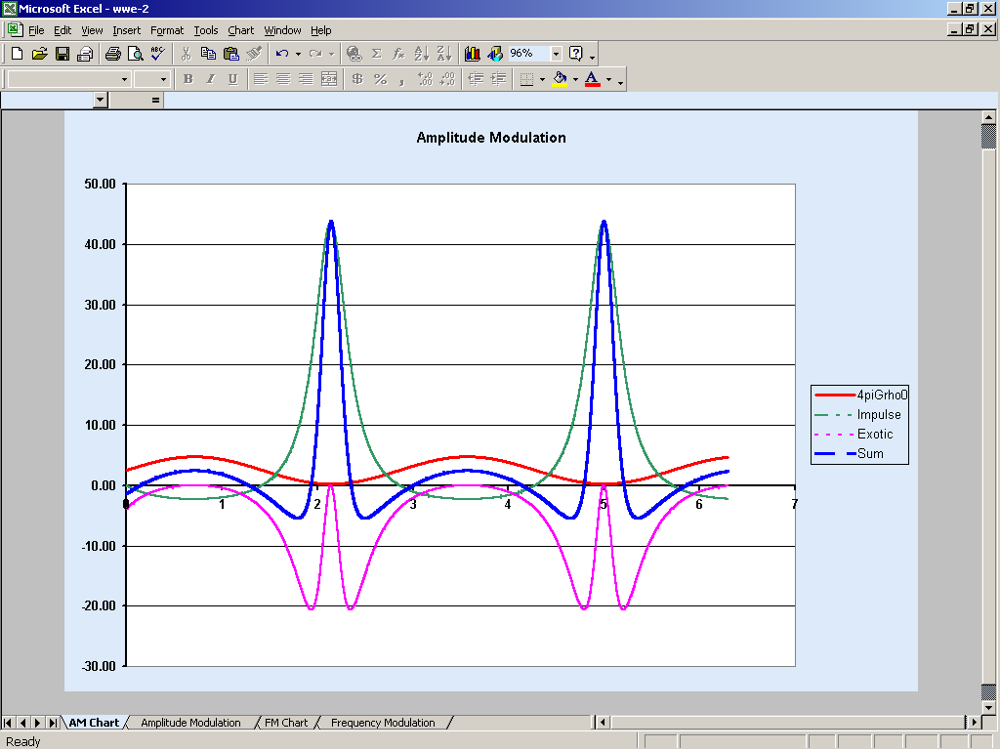 Microsoft Excel - wwe-2
File Edit View Insert Format Tools Chart Window Help
96%
B I U $ % ,
=
Amplitude Modulation
50.00
40.00
30.00
20.00
10.00
0.00
-10.00
-20.00
-30.00
0 1 2 3 4 5 6 7
4piGrho0
Impulse
Exotic
Sum
AM Chart Amplitude Modulation FM Chart Frequency Modulation
Ready